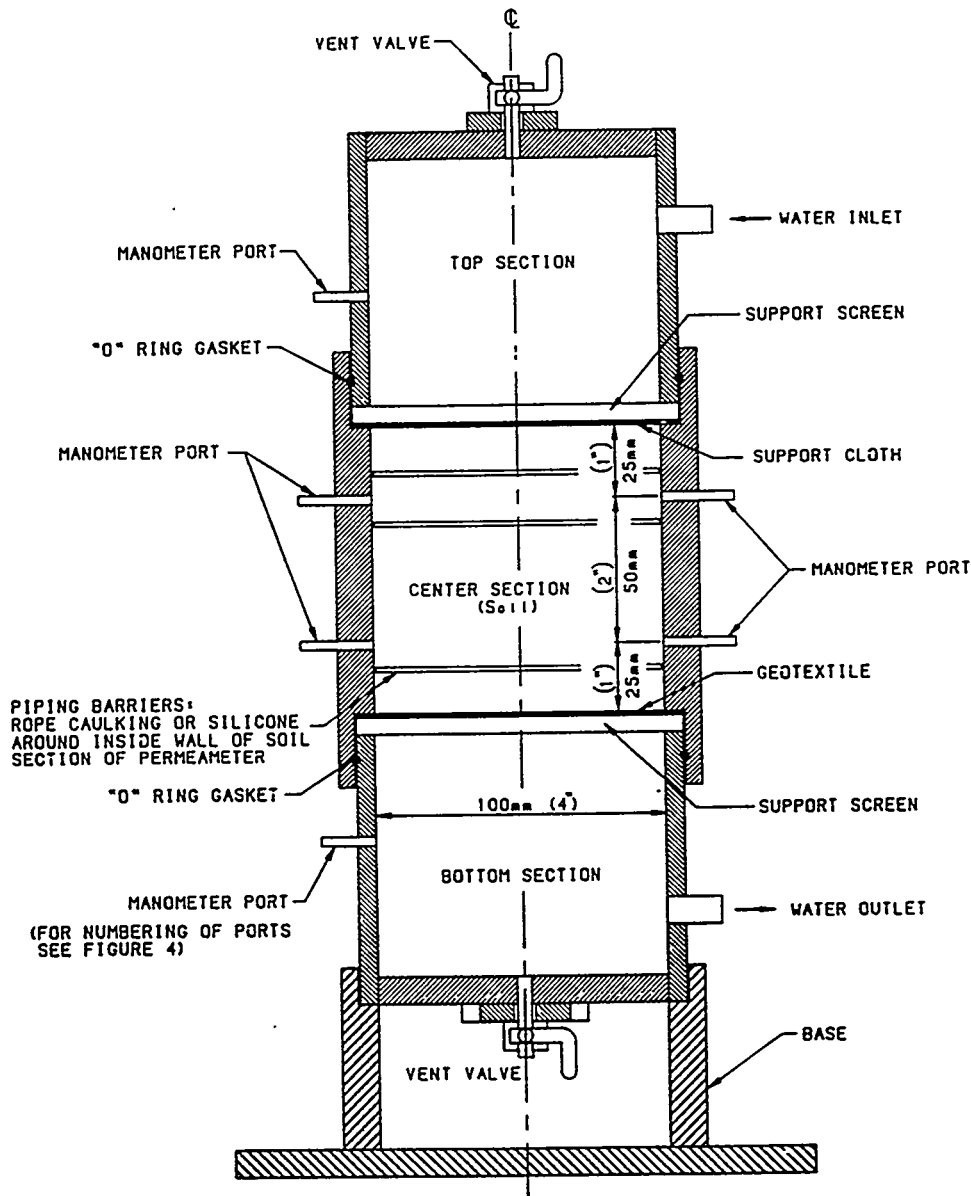 ℄
VENT VALVE
WATER INLET
MANOMETER PORT
TOP SECTION
SUPPORT SCREEN
"O" RING GASKET
MANOMETER PORT
(1")
25mm
SUPPORT CLOTH
CENTER SECTION
(Soil)
(2")
50mm
MANOMETER PORT
(1")
25mm
GEOTEXTILE
PIPING BARRIERS:
ROPE CAULKING OR SILICONE
AROUND INSIDE WALL OF SOIL
SECTION OF PERMEAMETER
"O" RING GASKET
100mm (4")
SUPPORT SCREEN
BOTTOM SECTION
MANOMETER PORT
(FOR NUMBERING OF PORTS
SEE FIGURE 4)
WATER OUTLET
BASE
VENT VALVE